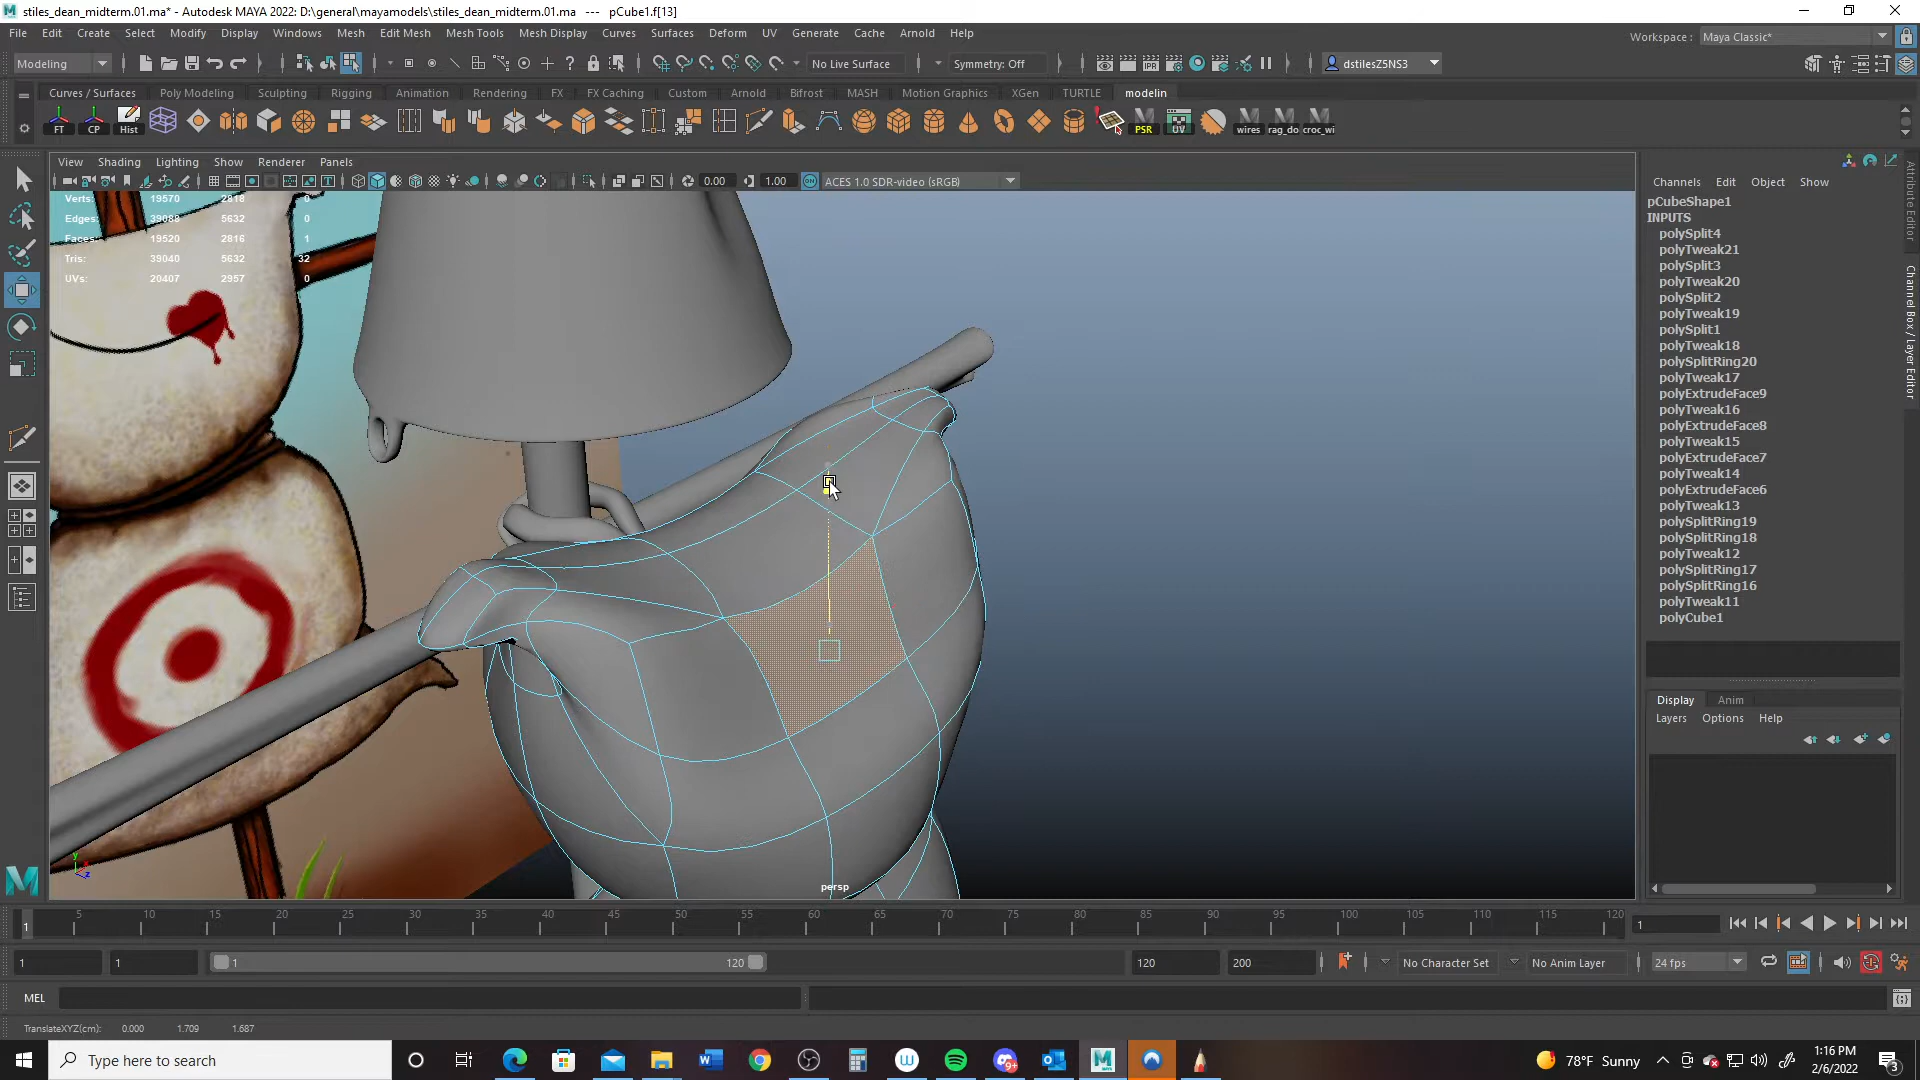 stiles_dean_midterm.01.ma* - Autodesk MAYA 2022: D:\general\mayamodels\stiles_dean_midterm.01.ma   ---   pCube1.f[13]
File Edit Create Select Modify Display Windows Mesh Edit Mesh Mesh Tools Mesh Display Curves Surfaces Deform UV Generate Cache Arnold Help
Workspace : Maya Classic*
Modeling
No Live Surface
Symmetry: Off
dstilesZ5NS3
Curves / Surfaces Poly Modeling Sculpting Rigging Animation Rendering FX FX Caching Custom Arnold Bifrost MASH Motion Graphics XGen TURTLE modelin
FT CP Hist PSR UV wires rag_do croc_wi
View Shading Lighting Show Renderer Panels
0.00 1.00 ON ACES 1.0 SDR-video (sRGB)
Verts: 19570 2818 0
Edges: 39088 5632 0
Faces: 19520 2816 1
Tris: 39040 5632 32
UVs: 20407 2957 0
persp
y
z
Channels Edit Object Show
pCubeShape1
INPUTS
polySplit4
polyTweak21
polySplit3
polyTweak20
polySplit2
polyTweak19
polySplit1
polyTweak18
polySplitRing20
polyTweak17
polyExtrudeFace9
polyTweak16
polyExtrudeFace8
polyTweak15
polyExtrudeFace7
polyTweak14
polyExtrudeFace6
polyTweak13
polySplitRing19
polySplitRing18
polyTweak12
polySplitRing17
polySplitRing16
polyTweak11
polyCube1
Attribute Editor
Channel Box / Layer Editor
Display Anim
Layers Options Help
1 5 10 15 20 25 30 35 40 45 50 55 60 65 70 75 80 85 90 95 100 105 110 115 120
1
1 1 1 120 120 200 No Character Set No Anim Layer 24 fps
MEL
TranslateXYZ(cm): 0.000 1.709 1.687
Type here to search
78°F Sunny
1:16 PM
2/6/2022
3